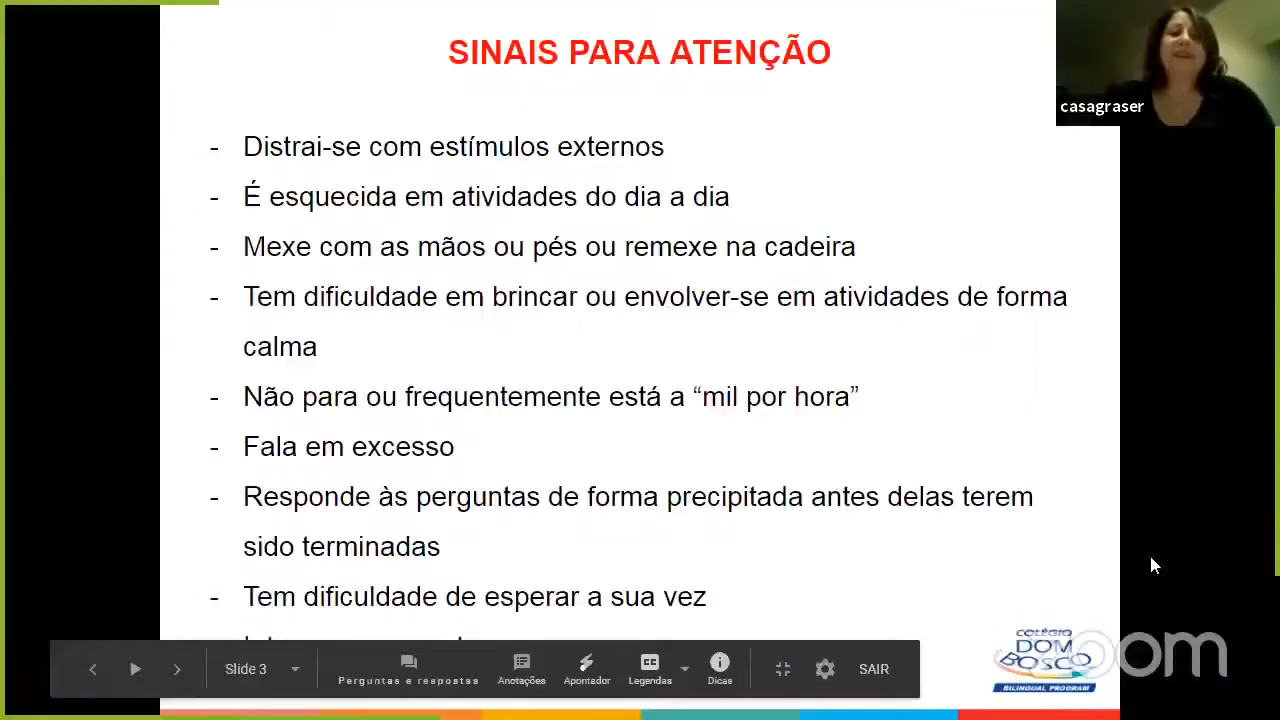 SINAIS PARA ATENÇÃO
casagraser
- Distrai-se com estímulos externos
- É esquecida em atividades do dia a dia
- Mexe com as mãos ou pés ou remexe na cadeira
- Tem dificuldade em brincar ou envolver-se em atividades de forma
calma
- Não para ou frequentemente está a “mil por hora”
- Fala em excesso
- Responde às perguntas de forma precipitada antes delas terem
sido terminadas
- Tem dificuldade de esperar a sua vez
Slide 3
Perguntas e respostas
Anotações
Apontador
Legendas
Dicas
SAIR
COLÉGIO
DOM
BOSCO
BILINGUAL PROGRAM
zoom